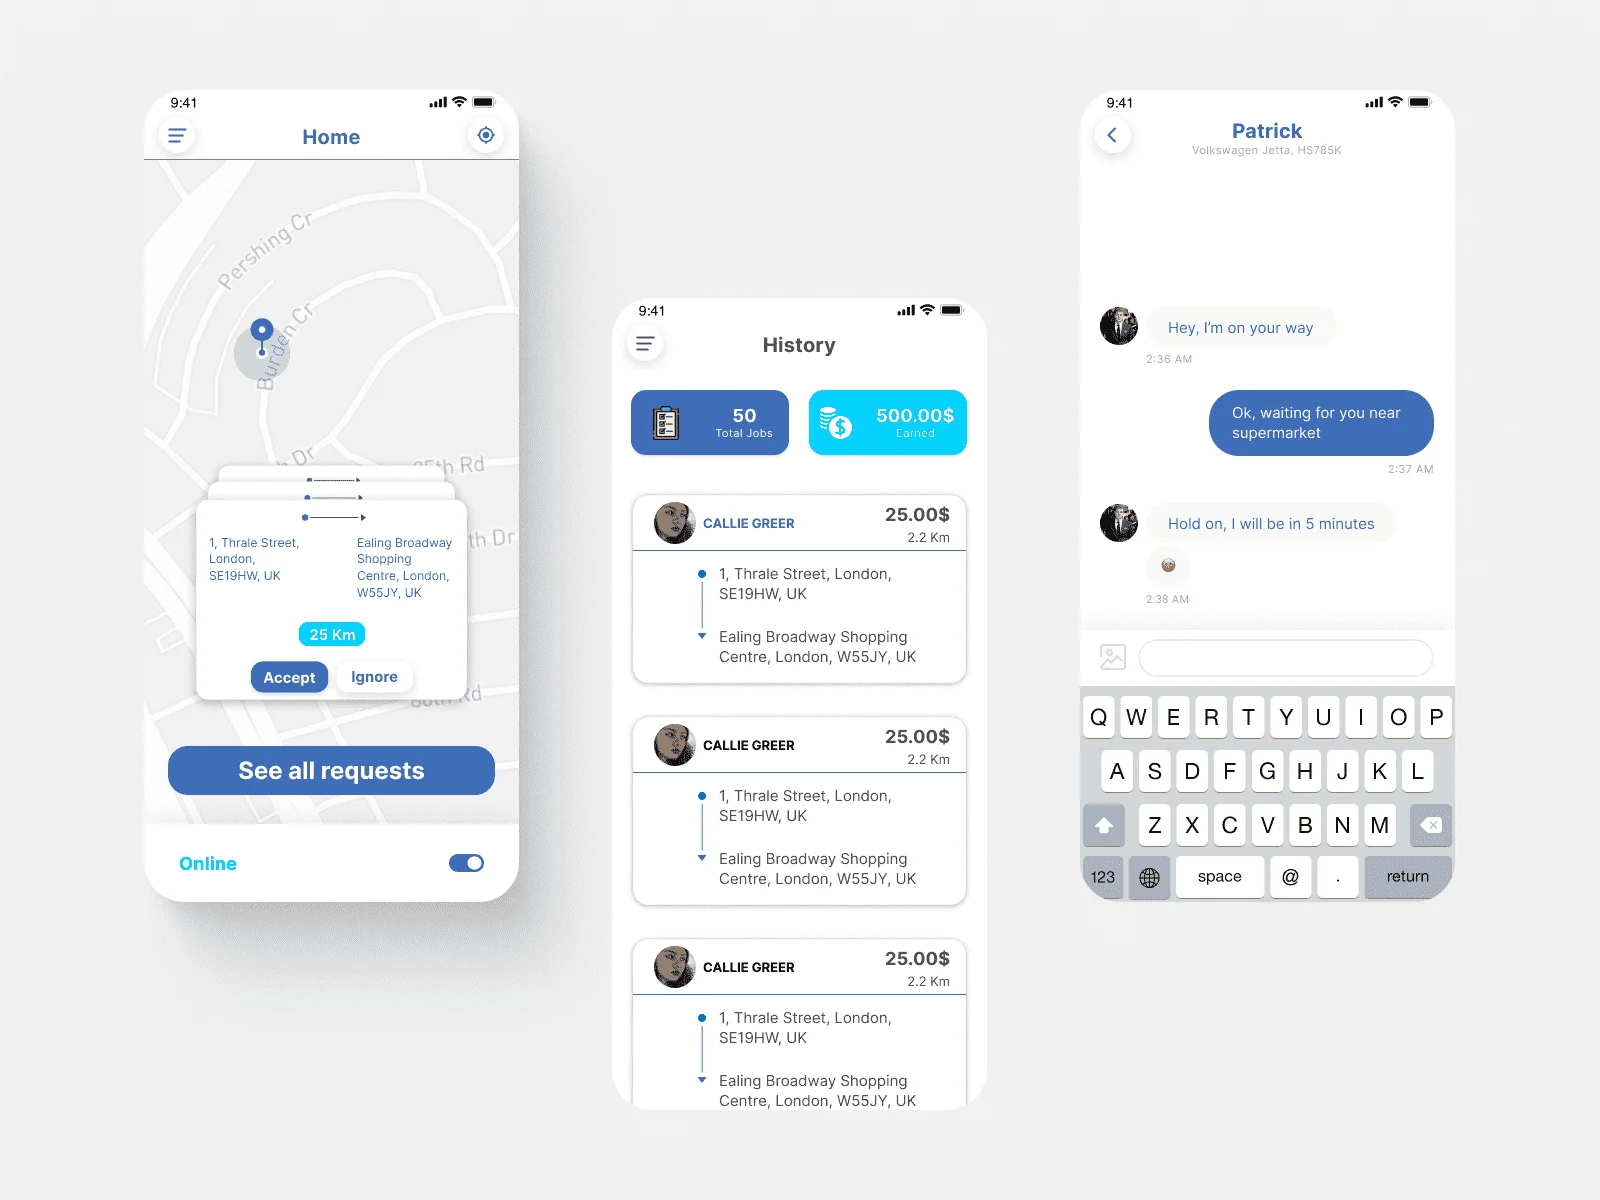 9:41
Home
Pershing Cr
Burden Cr
h Dr
85th Rd
th Dr
1, Thrale Street,
London,
SE19HW, UK
Ealing Broadway
Shopping
Centre, London,
W55JY, UK
25 Km
Accept
Ignore
See all requests
Online
9:41
History
50
Total Jobs
500.00$
Earned
CALLIE GREER
25.00$
2.2 Km
1, Thrale Street, London,
SE19HW, UK
Ealing Broadway Shopping
Centre, London, W55JY, UK
CALLIE GREER
25.00$
2.2 Km
1, Thrale Street, London,
SE19HW, UK
Ealing Broadway Shopping
Centre, London, W55JY, UK
CALLIE GREER
25.00$
2.2 Km
1, Thrale Street, London,
SE19HW, UK
Ealing Broadway Shopping
Centre, London, W55JY, UK
9:41
Patrick
Volkswagen Jetta, HS785K
Hey, I'm on your way
2:36 AM
Ok, waiting for you near
supermarket
2:37 AM
Hold on, I will be in 5 minutes
2:38 AM
Q W E R T Y U I O P
A S D F G H J K L
Z X C V B N M
123 space @ . return